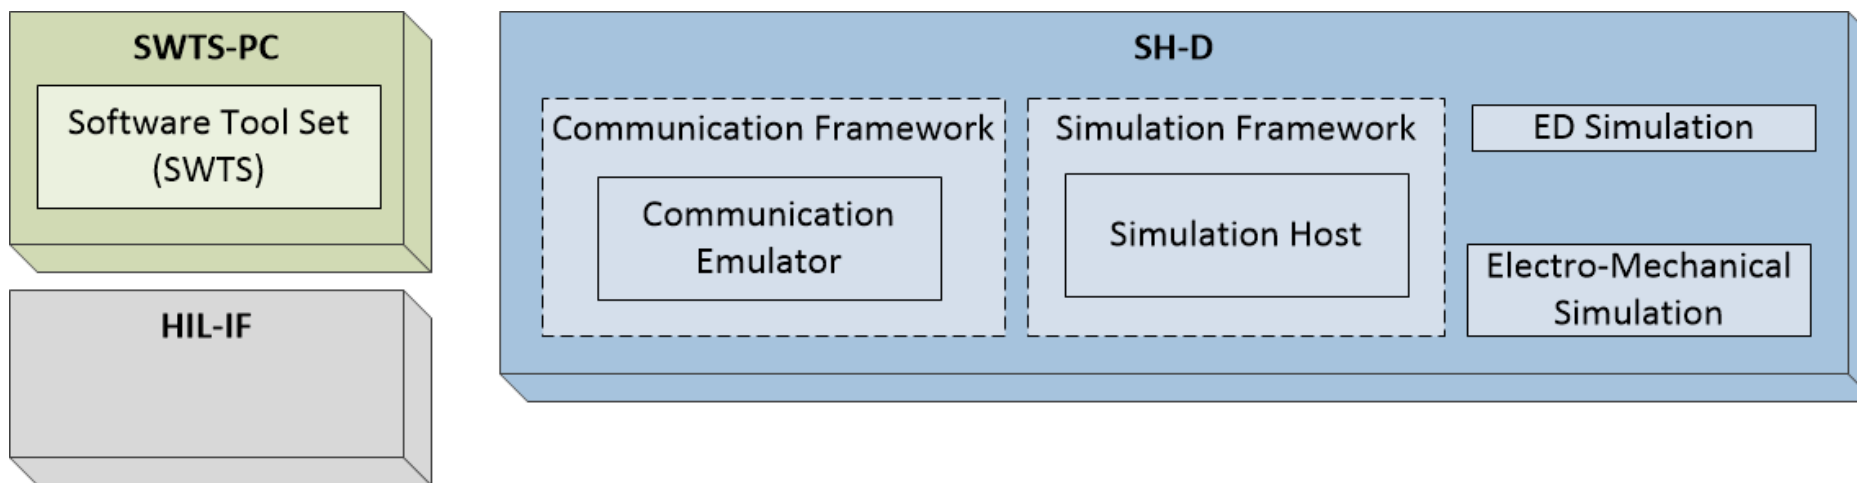 SWTS-PC
Software Tool Set
(SWTS)
HIL-IF
SH-D
Communication Framework
Communication
Emulator
Simulation Framework
Simulation Host
ED Simulation
Electro-Mechanical
Simulation